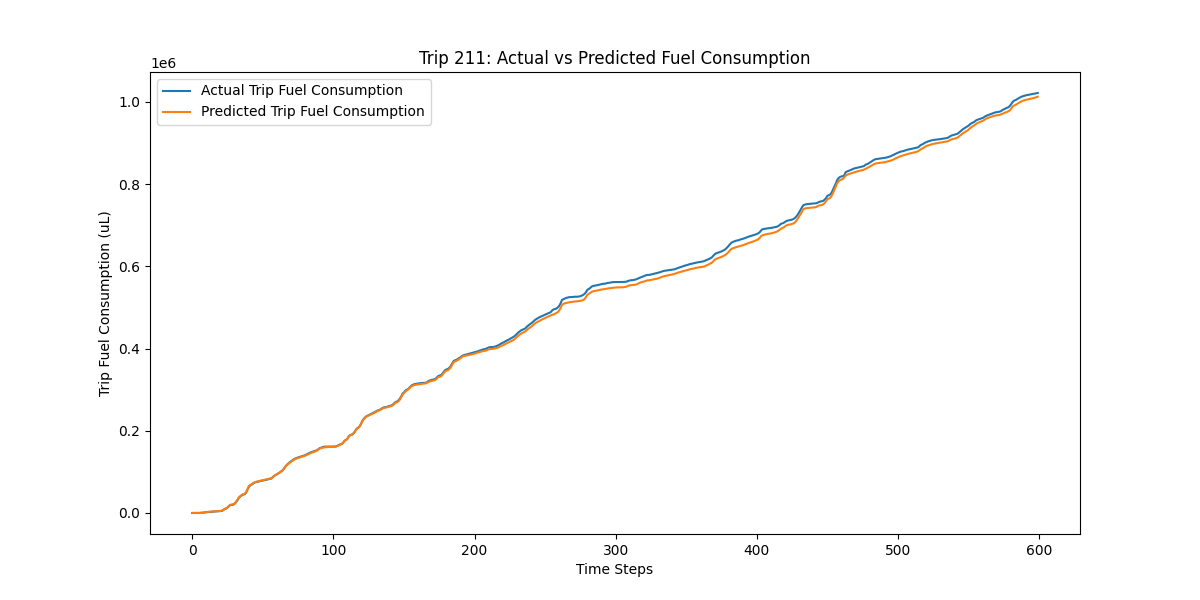 Trip 211: Actual vs Predicted Fuel Consumption
1e6
Actual Trip Fuel Consumption
Predicted Trip Fuel Consumption
1.0
0.8
0.6
0.4
0.2
0.0
Trip Fuel Consumption (uL)
0 100 200 300 400 500 600
Time Steps